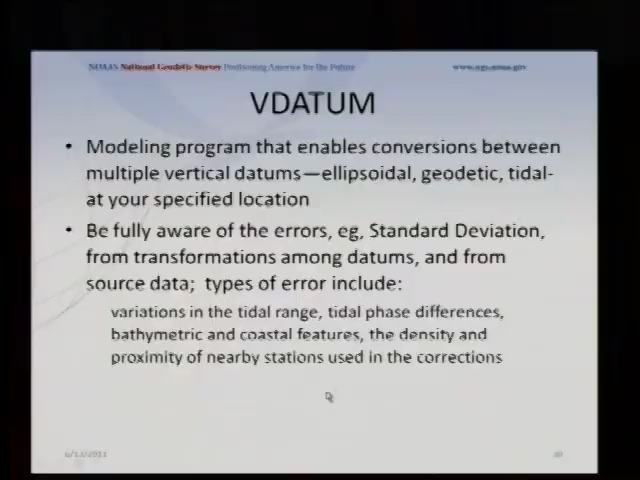 NOAA's National Geodetic Survey Positioning America for the Future www.ngs.noaa.gov
VDATUM
• Modeling program that enables conversions between
multiple vertical datums—ellipsoidal, geodetic, tidal-
at your specified location
• Be fully aware of the errors, eg, Standard Deviation,
from transformations among datums, and from
source data; types of error include:
variations in the tidal range, tidal phase differences,
bathymetric and coastal features, the density and
proximity of nearby stations used in the corrections